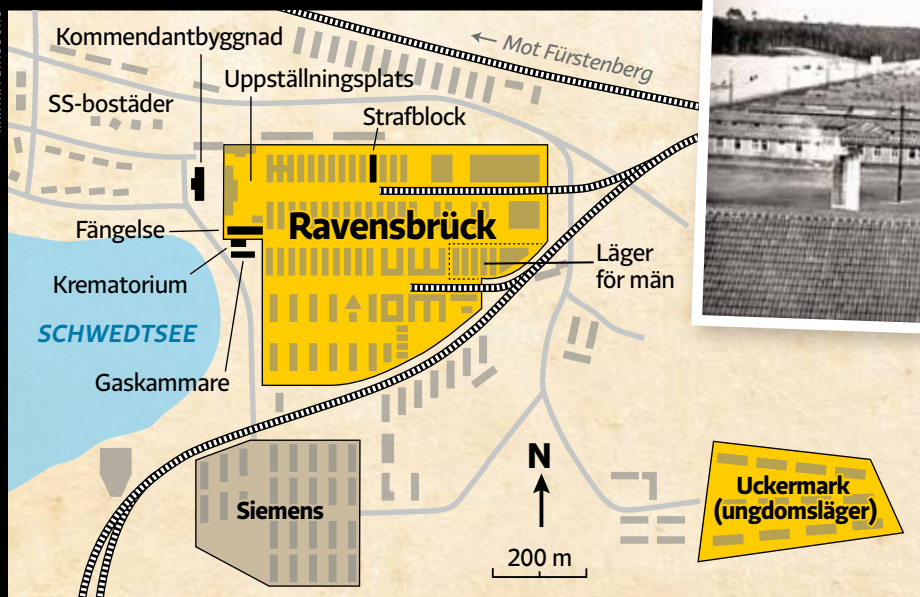 Kommendantbyggnad
← Mot Fürstenberg
Uppställningsplats
SS-bostäder
Strafblock
Fängelse
Ravensbrück
Läger
för män
Krematorium
SCHWEDTSEE
Gaskammare
N
Siemens
Uckermark
(ungdomsläger)
200 m